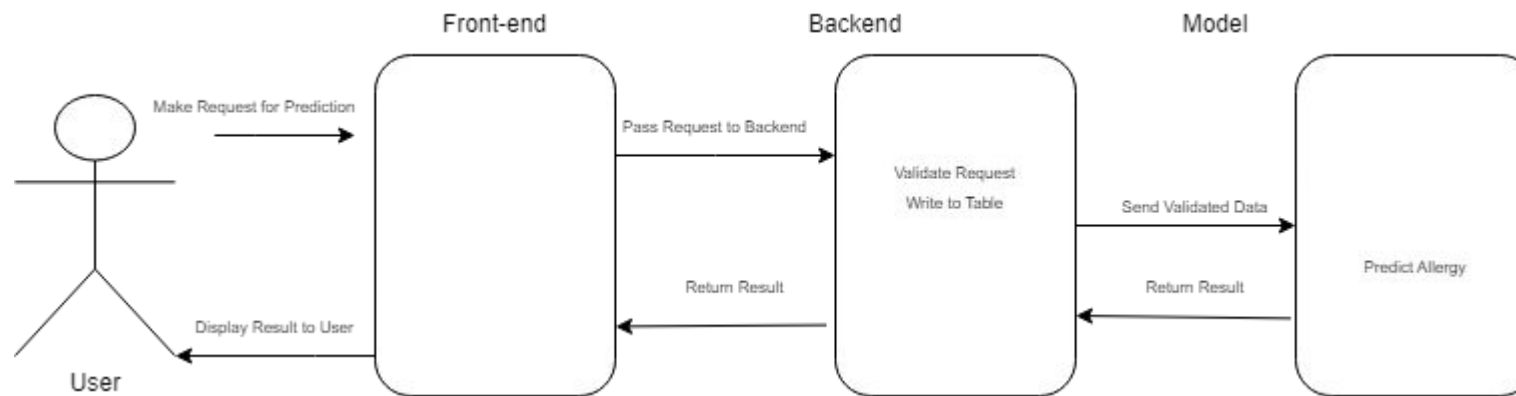 Front-end
Backend
Model
Make Request for Prediction
Pass Request to Backend
Validate Request
Write to Table
Send Validated Data
Predict Allergy
Return Result
Return Result
Display Result to User
User